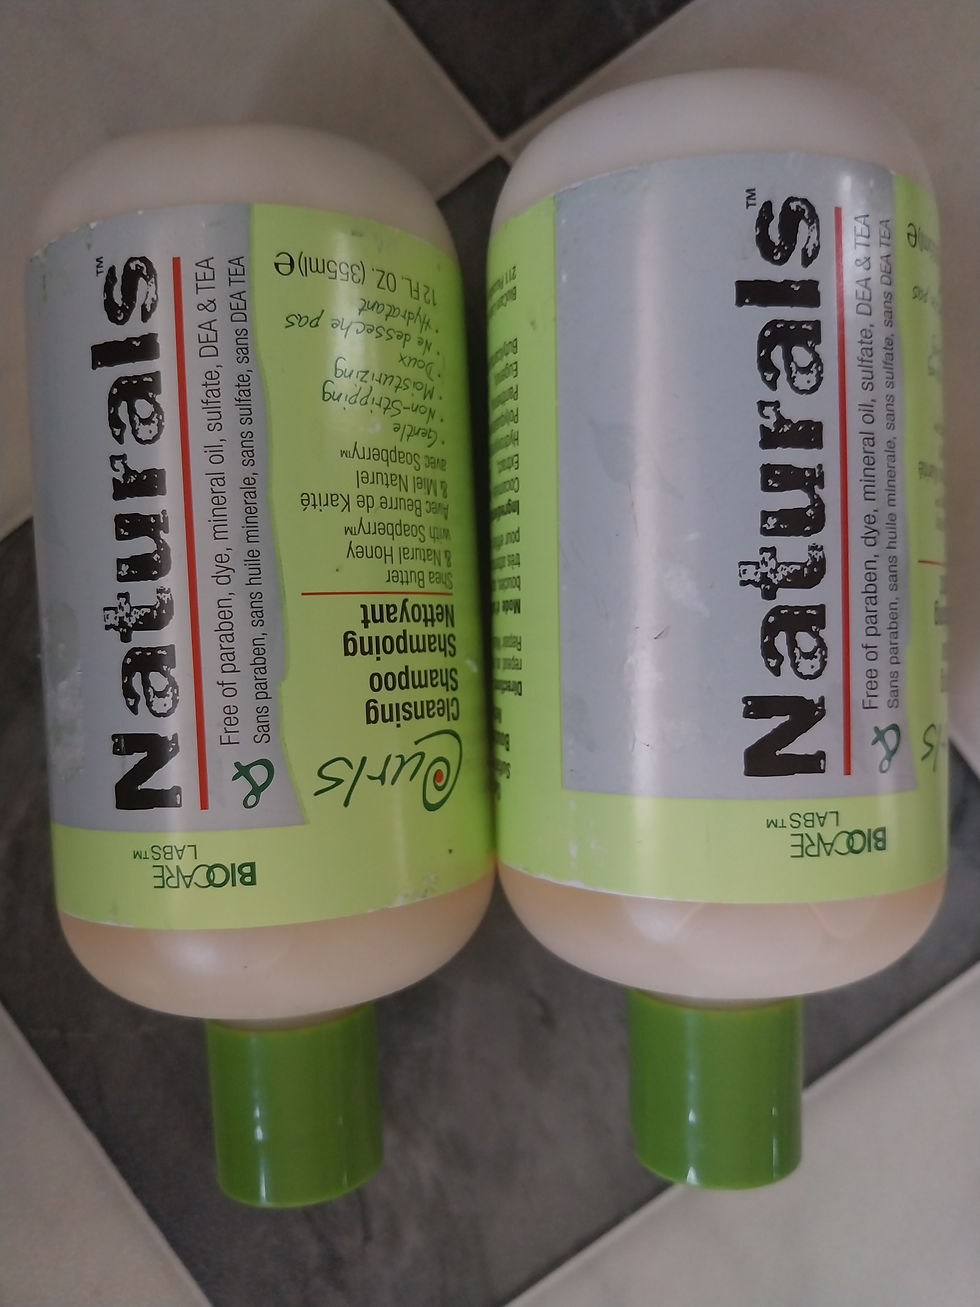 BIOCARE
LABS™
Naturals™
Free of paraben, dye, mineral oil, sulfate, DEA & TEA
Sans paraben, sans huile minerale, sans sulfate, sans DEA TEA
&
Curls
Cleansing
Shampoo
Shampoing
Nettoyant
Shea Butter
& Natural Honey
with Soapberry™
Avec Beurre de Karité
& Miel Naturel
avec Soapberry™
• Gentle
• Non-Stripping
• Moisturizing
• Doux
• Ne desseche pas
• Hydratant
12 FL. OZ. (355ml)℮
BIOCARE
LABS™
Naturals™
Free of paraben, dye, mineral oil, sulfate, DEA & TEA
Sans paraben, sans huile minerale, sans sulfate, sans DEA TEA
&
rls
pas